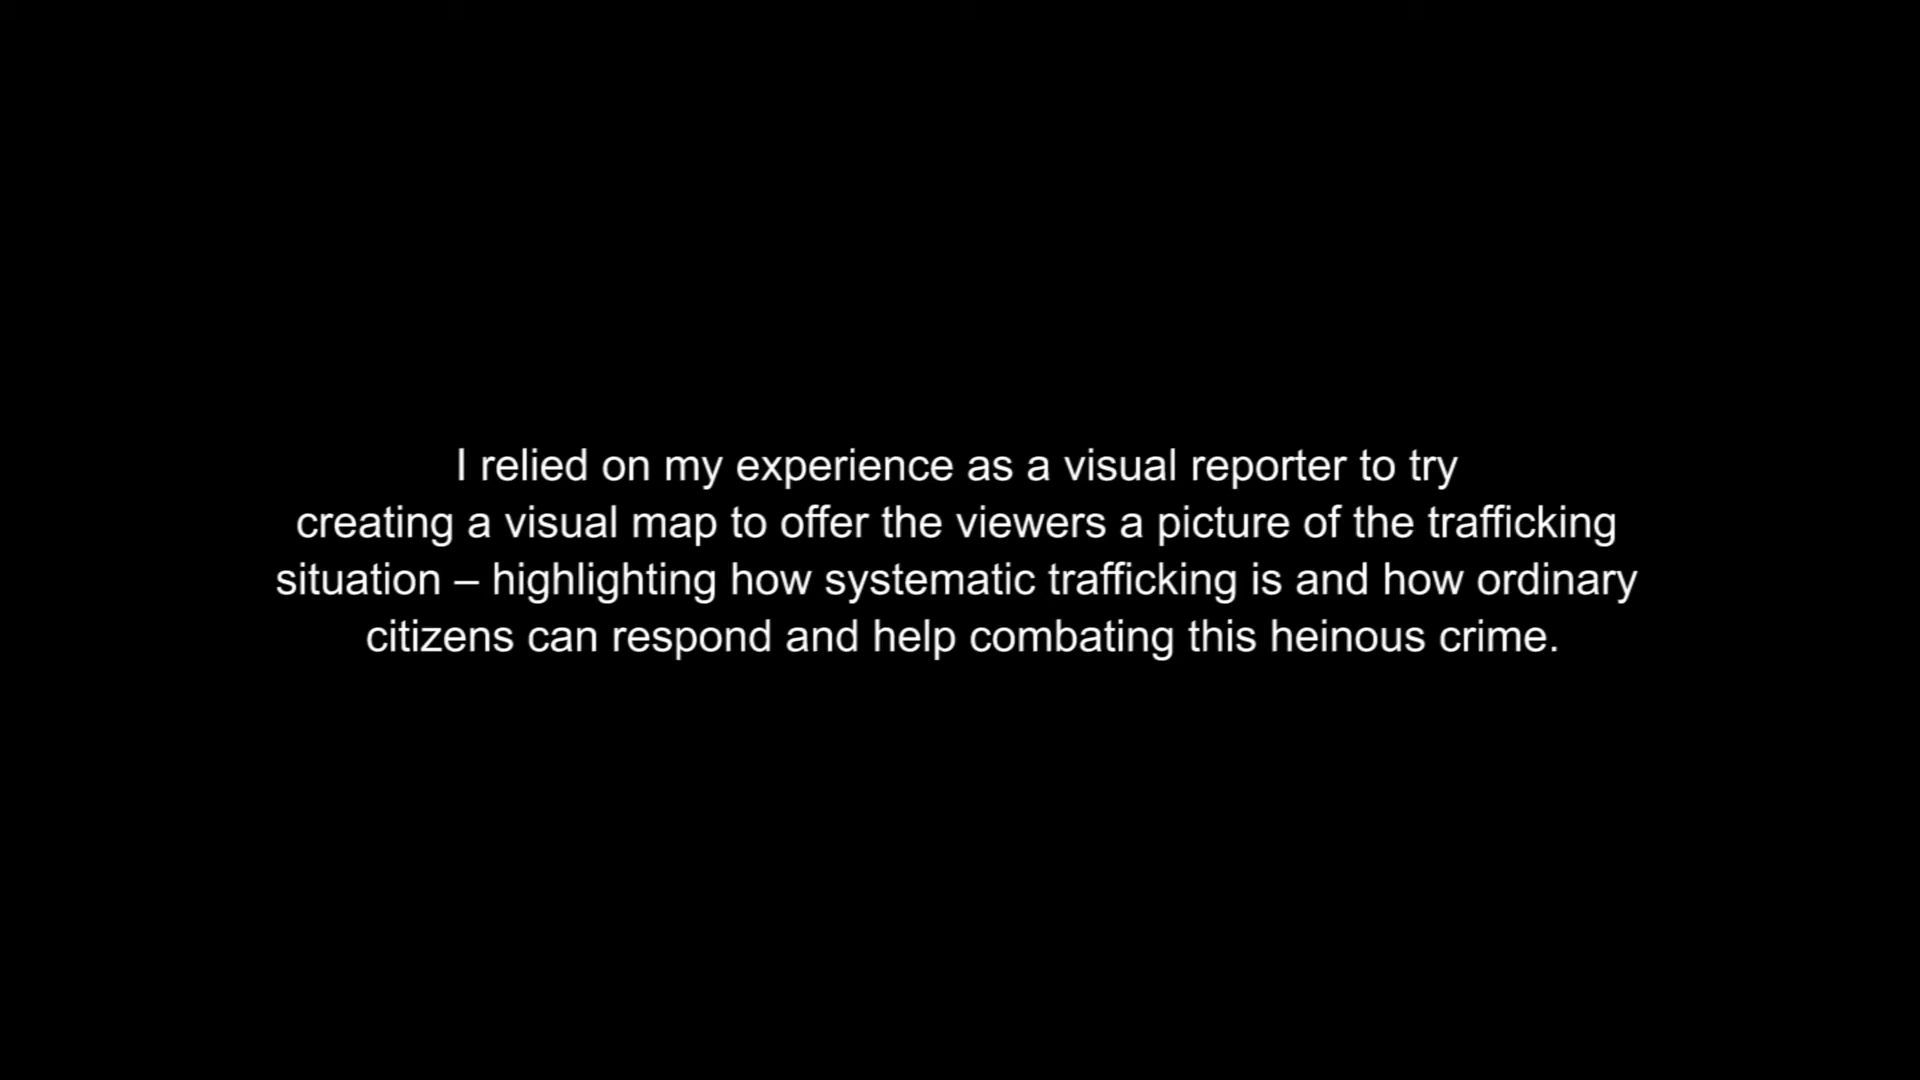 I relied on my experience as a visual reporter to try
creating a visual map to offer the viewers a picture of the trafficking
situation – highlighting how systematic trafficking is and how ordinary
citizens can respond and help combating this heinous crime.